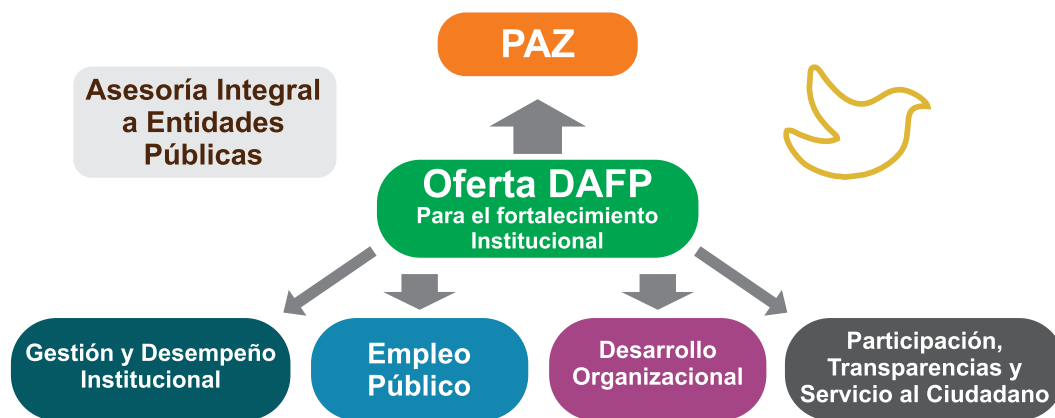 PAZ
Asesoría Integral
a Entidades
Públicas
Oferta DAFP
Para el fortalecimiento
Institucional
Gestión y Desempeño
Institucional
Empleo
Público
Desarrollo
Organizacional
Participación,
Transparencias y
Servicio al Ciudadano